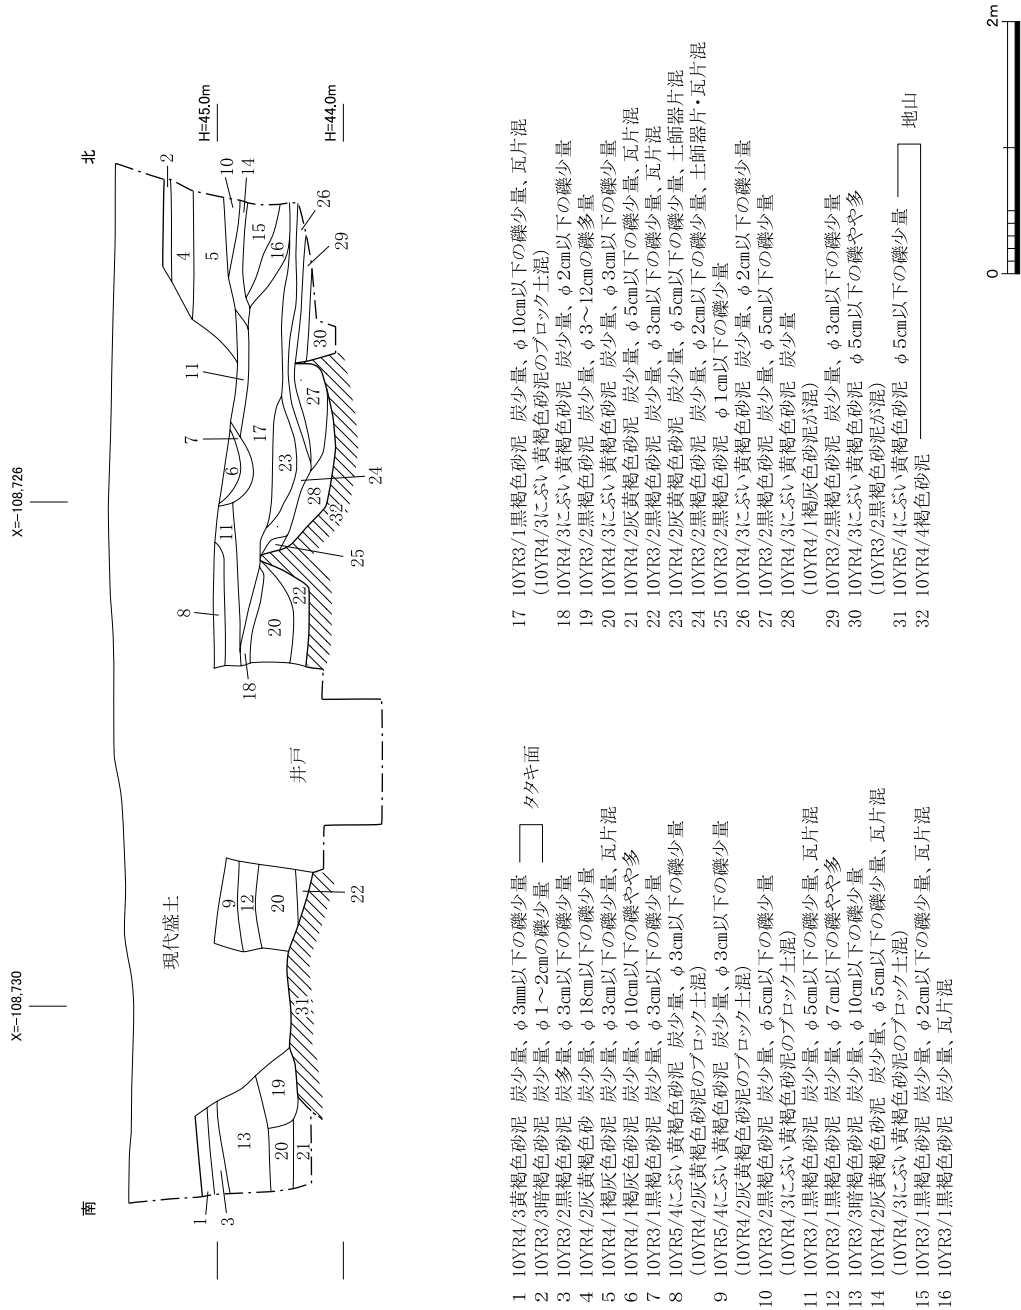 南
北
X=-108.730
X=-108.726
H=45.0m
H=44.0m
現代盛土
井戸
1
3
13
19
20
21
31
9
12
20
22
8
18
20
22
11
6
7
11
17
23
25
24
28
32
27
30
29
26
16
15
14
10
2
4
5
1 10YR4/3黄褐色砂泥 炭少量、φ3mm以下の礫少量
2 10YR3/3暗褐色砂泥 炭少量、φ1～2cmの礫少量
タタキ面
3 10YR3/2黒褐色砂泥 炭多量、φ3cm以下の礫少量
4 10YR4/2灰黄褐色砂 炭少量、φ18cm以下の礫少量
5 10YR4/1褐灰色砂泥 炭少量、φ3cm以下の礫少量、瓦片混
6 10YR4/1褐灰色砂泥 炭少量、φ10cm以下の礫やや多
7 10YR3/1黒褐色砂泥 炭少量、φ3cm以下の礫少量
8 10YR5/4にぶい黄褐色砂泥 炭少量、φ3cm以下の礫少量
(10YR4/2灰黄褐色砂泥のブロック土混)
9 10YR5/4にぶい黄褐色砂泥 炭少量、φ3cm以下の礫少量
(10YR4/2灰黄褐色砂泥のブロック土混)
10 10YR3/2黒褐色砂泥 炭少量、φ5cm以下の礫少量
(10YR4/3にぶい黄褐色砂泥のブロック土混)
11 10YR3/1黒褐色砂泥 炭少量、φ5cm以下の礫少量、瓦片混
12 10YR3/1黒褐色砂泥 炭少量、φ7cm以下の礫やや多
13 10YR3/3暗褐色砂泥 炭少量、φ10cm以下の礫少量
14 10YR4/2灰黄褐色砂泥 炭少量、φ5cm以下の礫少量、瓦片混
(10YR4/3にぶい黄褐色砂泥のブロック土混)
15 10YR3/1黒褐色砂泥 炭少量、φ2cm以下の礫少量、瓦片混
16 10YR3/1黒褐色砂泥 炭少量、瓦片混
17 10YR3/1黒褐色砂泥 炭少量、φ10cm以下の礫少量、瓦片混
(10YR4/3にぶい黄褐色砂泥のブロック土混)
18 10YR4/3にぶい黄褐色砂泥 炭少量、φ2cm以下の礫少量
19 10YR3/2黒褐色砂泥 炭少量、φ3～12cmの礫多量
20 10YR4/3にぶい黄褐色砂泥 炭少量、φ3cm以下の礫少量
21 10YR4/2灰黄褐色砂泥 炭少量、φ5cm以下の礫少量、瓦片混
22 10YR3/2黒褐色砂泥 炭少量、φ3cm以下の礫少量、瓦片混
23 10YR4/2灰黄褐色砂泥 炭少量、φ5cm以下の礫少量、土師器片混
24 10YR3/2黒褐色砂泥 炭少量、φ2cm以下の礫少量、土師器片・瓦片混
25 10YR3/2黒褐色砂泥 φ1cm以下の礫少量
26 10YR4/3にぶい黄褐色砂泥 炭少量、φ2cm以下の礫少量
27 10YR3/2黒褐色砂泥 炭少量、φ5cm以下の礫少量
28 10YR4/3にぶい黄褐色砂泥 炭少量
(10YR4/1褐灰色砂泥が混)
29 10YR3/2黒褐色砂泥 炭少量、φ3cm以下の礫少量
30 10YR4/3にぶい黄褐色砂泥 φ5cm以下の礫やや多
(10YR3/2黒褐色砂泥が混)
31 10YR5/4にぶい黄褐色砂泥 φ5cm以下の礫少量
32 10YR4/4褐色砂泥
地山
0
2m